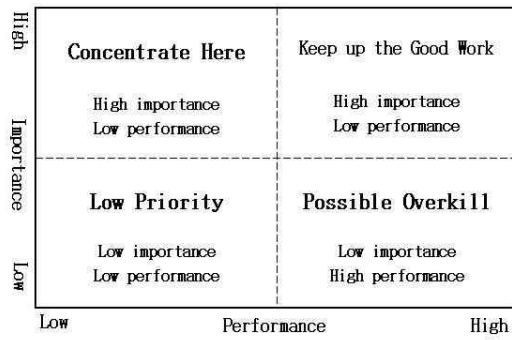 High
Importance
Low
Concentrate Here
High importance
Low performance
Keep up the Good Work
High importance
Low performance
Low Priority
Low importance
Low performance
Possible Overkill
Low importance
High performance
Low
Performance
High